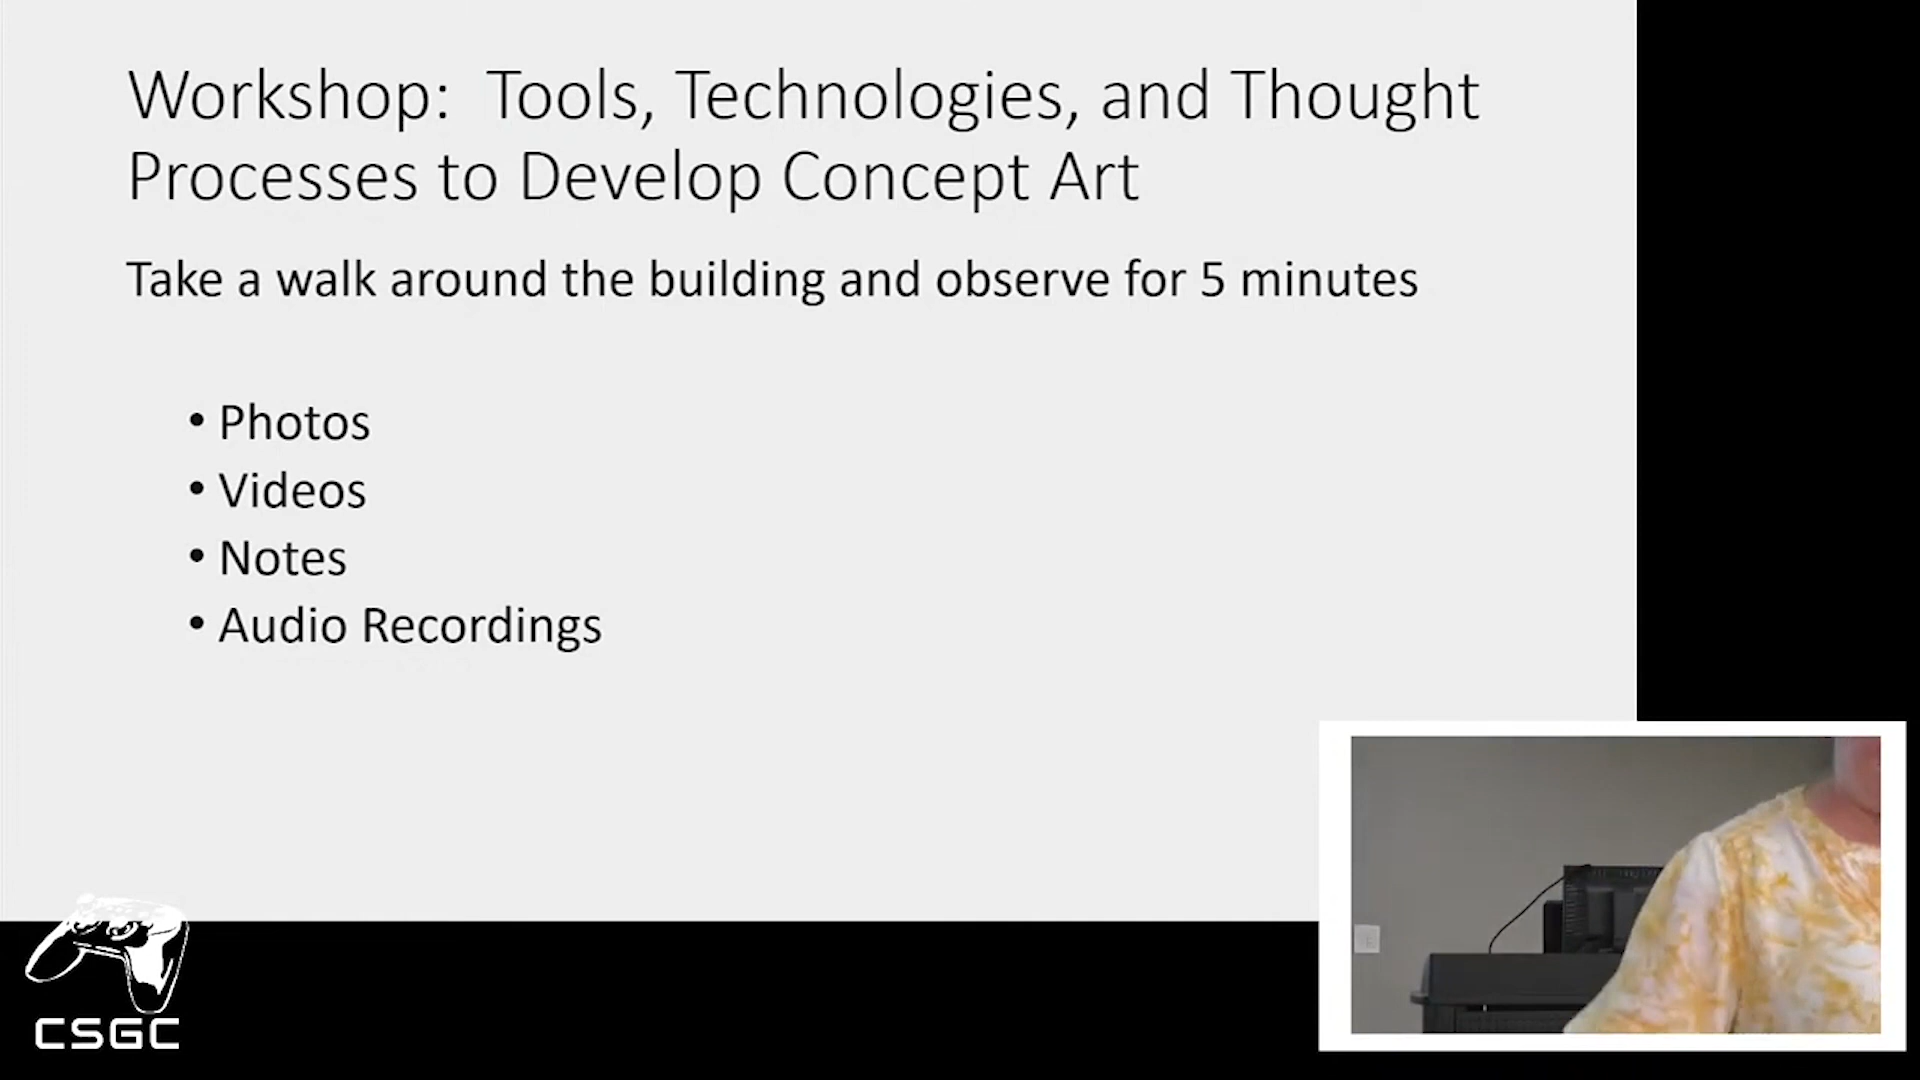 Workshop: Tools, Technologies, and Thought
Processes to Develop Concept Art
Take a walk around the building and observe for 5 minutes
• Photos
• Videos
• Notes
• Audio Recordings
CSGC